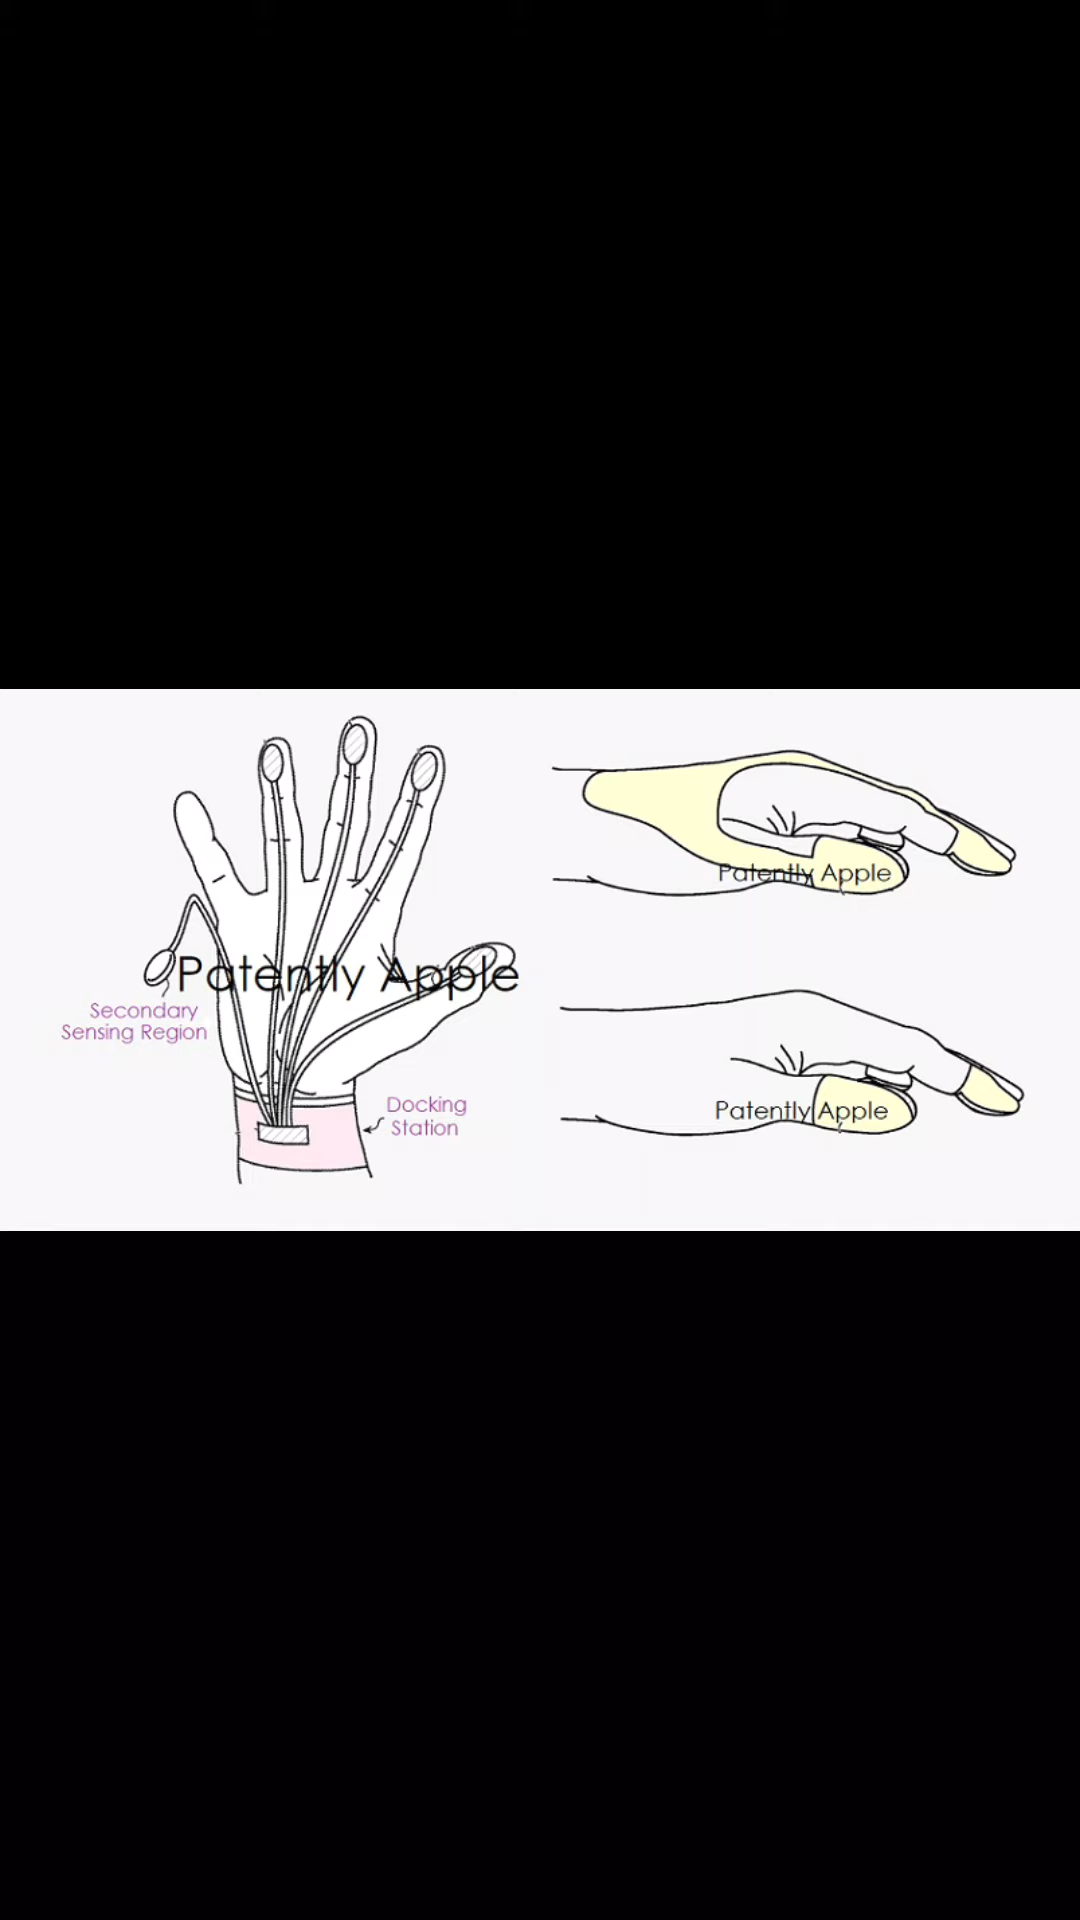 Patently Apple
Secondary
Sensing Region
Docking
Station
Patently Apple
Patently Apple